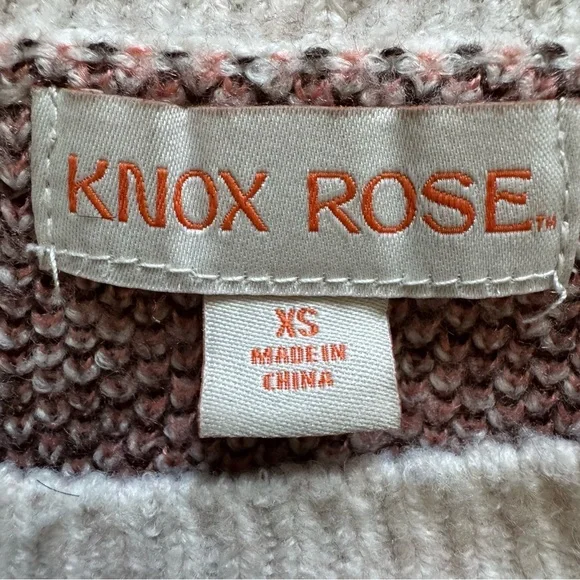 KNOX ROSE™
XS
MADE IN
CHINA